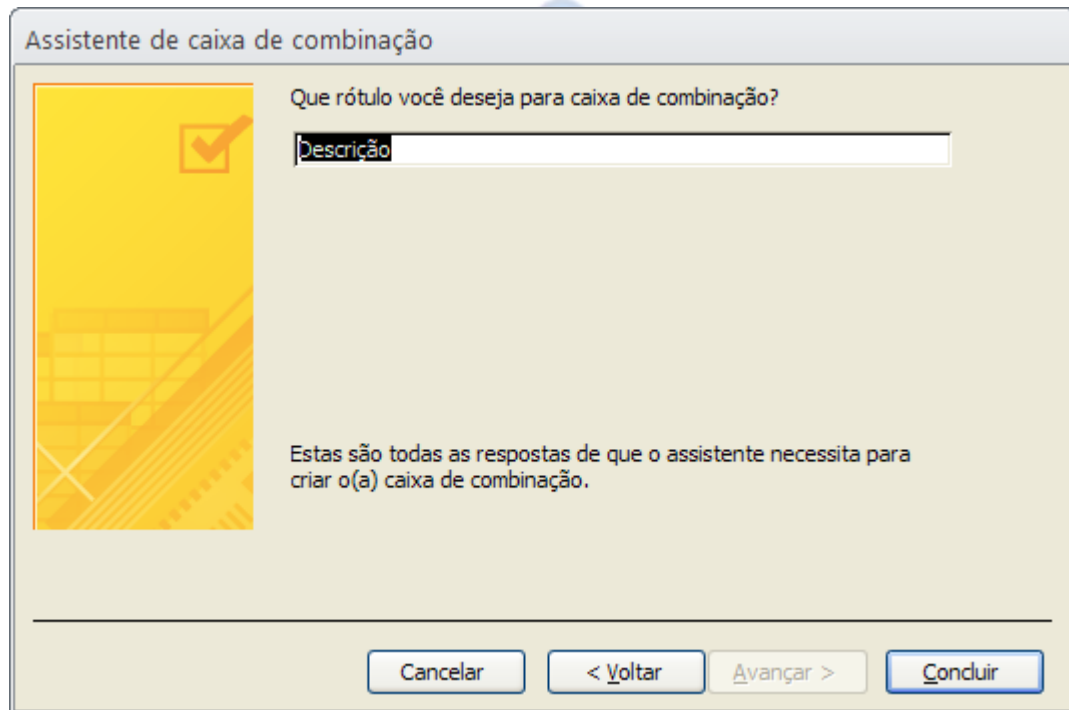 Assistente de caixa de combinação
Que rótulo você deseja para caixa de combinação?
Descrição
Estas são todas as respostas de que o assistente necessita para
criar o(a) caixa de combinação.
Cancelar < Voltar Avançar > Concluir